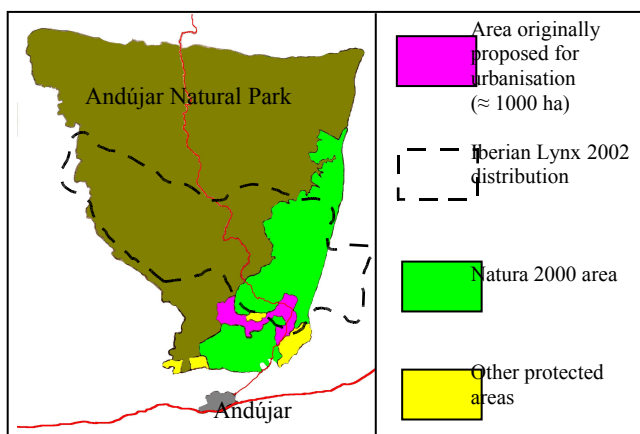 Andújar Natural Park
Andújar
Area originally
proposed for
urbanisation
(≈ 1000 ha)
Iberian Lynx 2002
distribution
Natura 2000 area
Other protected
areas